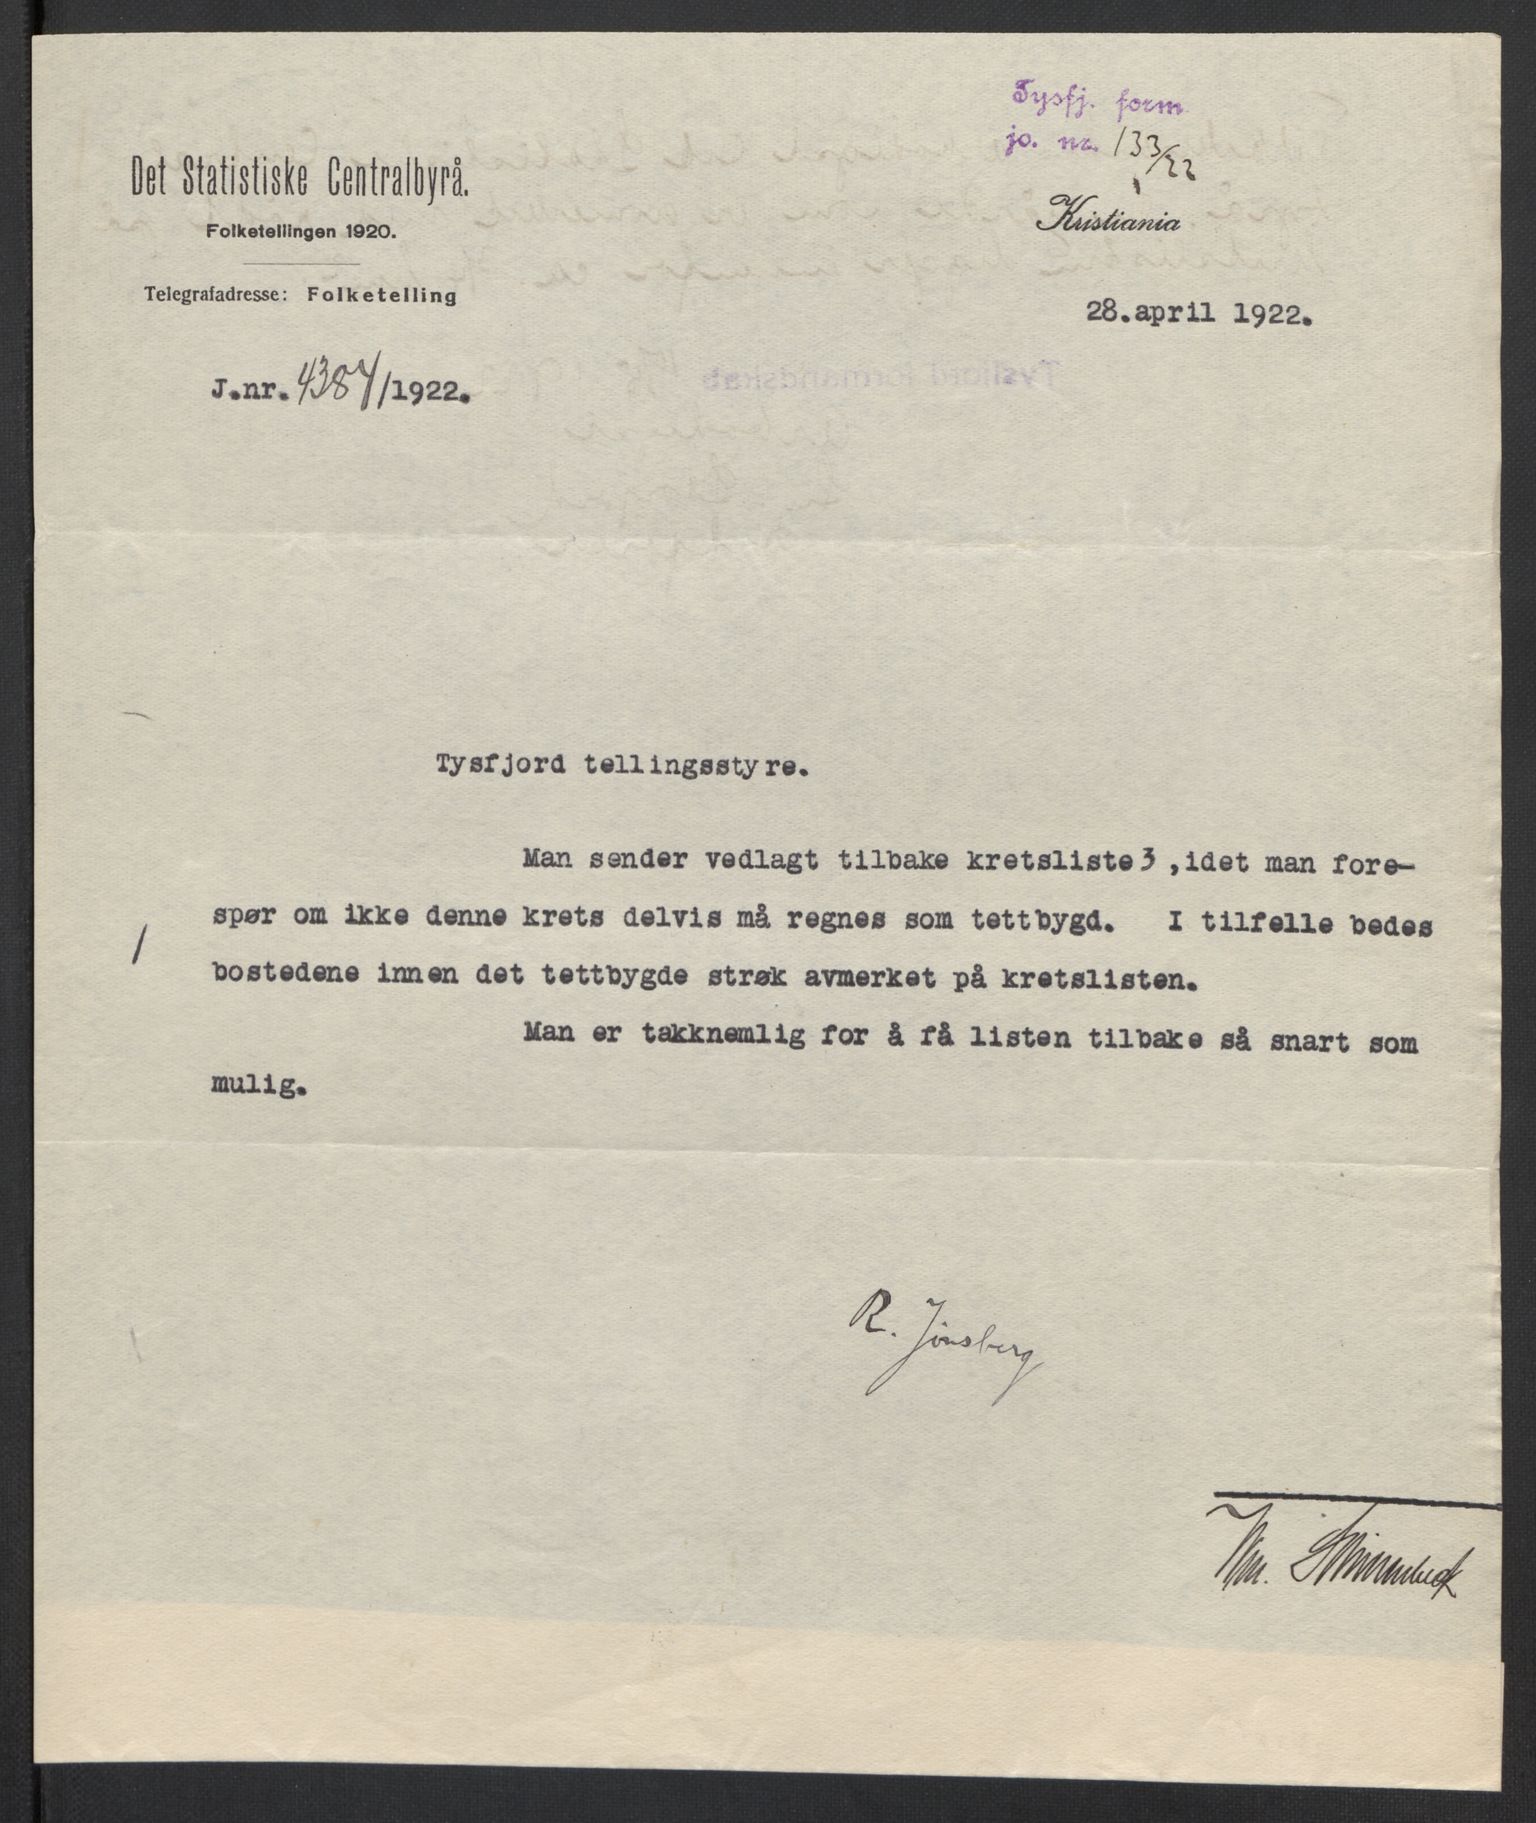 Tysfj. form.
jo. nr. 133/22
Det Statistiske Centralbyrå.
Folketellingen 1920.
Telegrafadresse: Folketelling
Kristiania
28.april 1922.
J.nr. 4387/1922.
Tysfjord tellingsstyre.
Man sender vedlagt tilbake kretsliste 3 ,idet man fore-
spør om ikke denne krets delvis må regnes som tettbygd. I tilfelle bedes
bostedene innen det tettbygde strøk avmerket på kretslisten.
Man er takknemlig for å få listen tilbake så snart som
mulig.
R. Jönsberg